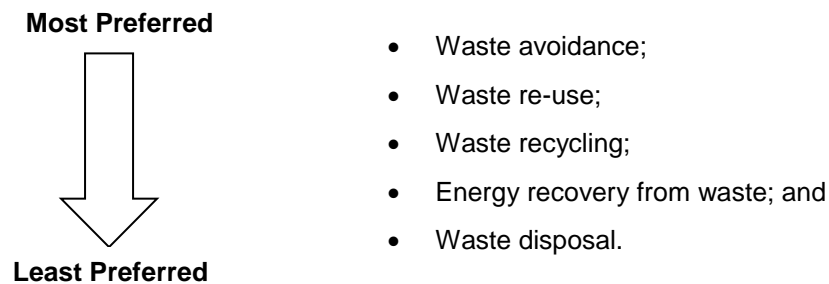 Most Preferred
• Waste avoidance;
• Waste re-use;
• Waste recycling;
• Energy recovery from waste; and
• Waste disposal.
Least Preferred